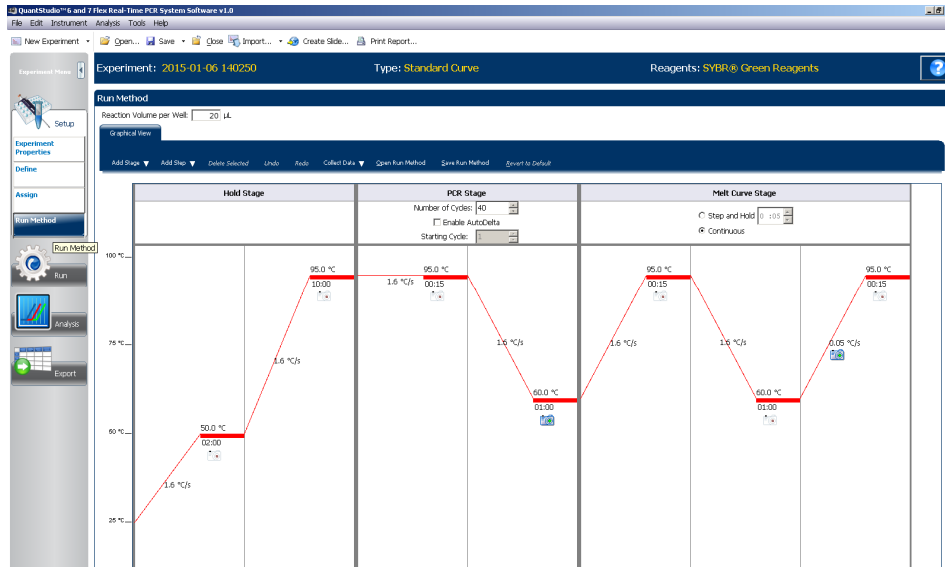 QuantStudio™ 6 and 7 Flex Real-Time PCR System Software v1.0
File Edit Instrument Analysis Tools Help
New Experiment Open... Save Close Import... Create Slide... Print Report...
Experiment Menu
Experiment: 2015-01-06 140250 Type: Standard Curve Reagents: SYBR® Green Reagents ?
Setup
Experiment Properties
Define
Assign
Run Method
Run Method
Run
Analysis
Export
Run Method
Reaction Volume per Well: 20 µL
Graphical View
Add Stage Add Step Delete Selected Undo Redo Collect Data Open Run Method Save Run Method Revert to Default
Hold Stage PCR Stage Melt Curve Stage
Number of Cycles: 40
Enable AutoDelta
Starting Cycle: 1
Step and Hold 0 :05
Continuous
100 °C
95.0 °C 95.0 °C 95.0 °C 95.0 °C
10:00 1.6 °C/s 00:15 00:15 00:15
75 °C 1.6 °C/s 1.6 °C/s 1.6 °C/s 0.05 °C/s
1.6 °C/s
60.0 °C 60.0 °C
01:00 01:00
50 °C 50.0 °C
02:00
1.6 °C/s
25 °C